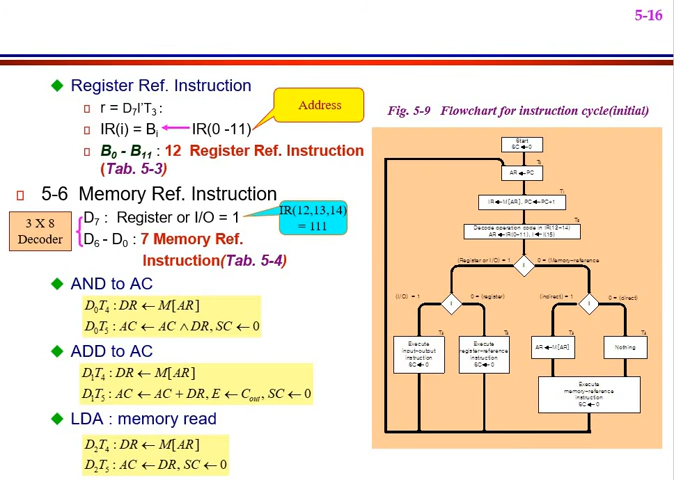 5-16
Register Ref. Instruction
r = D₇I'T₃ :
IR(i) = Bᵢ
IR(0 -11)
Address
B₀ - B₁₁ : 12 Register Ref. Instruction
(Tab. 5-3)
5-6 Memory Ref. Instruction
3 X 8
Decoder
D₇ : Register or I/O = 1
IR(12,13,14)
= 111
D₆ - D₀ : 7 Memory Ref.
Instruction(Tab. 5-4)
AND to AC
D₀T₄ : DR ← M[AR]
D₀T₅ : AC ← AC ∧ DR, SC ← 0
ADD to AC
D₁T₄ : DR ← M[AR]
D₁T₅ : AC ← AC + DR, E ← Cₒᵤₜ, SC ← 0
LDA : memory read
D₂T₄ : DR ← M[AR]
D₂T₅ : AC ← DR, SC ← 0
Fig. 5-9 Flowchart for instruction cycle(initial)
Start
SC ← 0
T₀
AR ← PC
T₁
IR ← M[AR], PC ← PC+1
T₂
Decode operation code in IR(12~14)
AR ← IR(0~11), I ← I(15)
(Register or I/O) = 1
I
0 = (Memory-reference
(I/O) = 1
I
0 = (register)
(indirect) = 1
I
0 = (direct)
T₃
T₃
T₃
T₃
Execute
input-output
instruction
SC ← 0
Execute
register-reference
instruction
SC ← 0
AR ← M[AR]
Nothing
Execute
memory-reference
instruction
SC ← 0